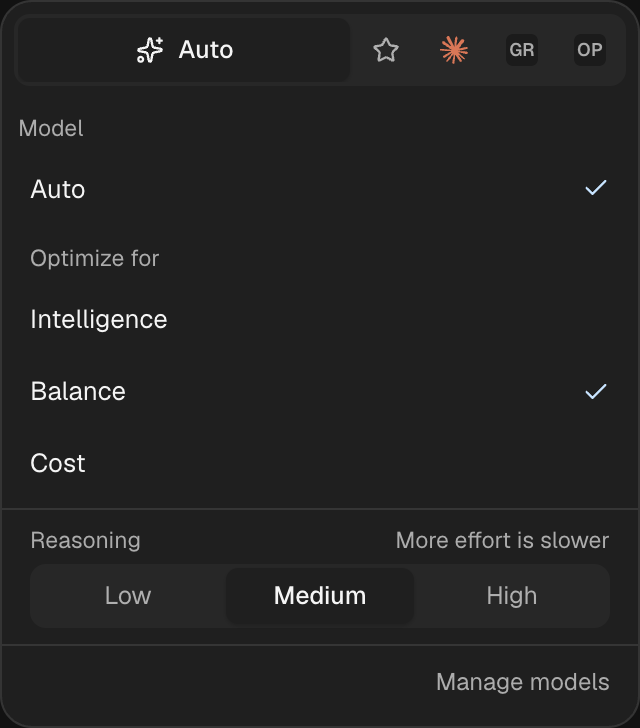 Auto GR OP
Model
Auto
Optimize for
Intelligence
Balance
Cost
Reasoning More effort is slower
Low Medium High
Manage models